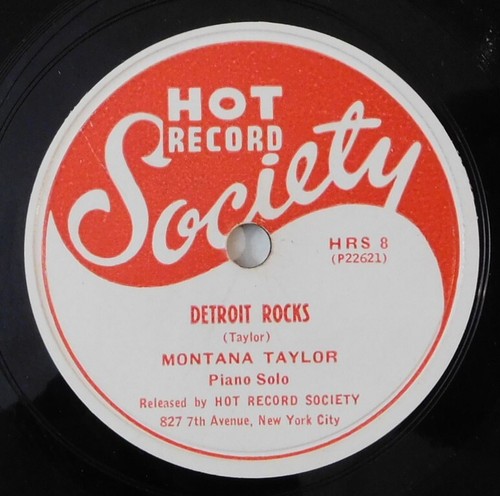 HOT
RECORD
Society
HRS 8
(P22621)
DETROIT ROCKS
(Taylor)
MONTANA TAYLOR
Piano Solo
Released by HOT RECORD SOCIETY
827 7th Avenue, New York City